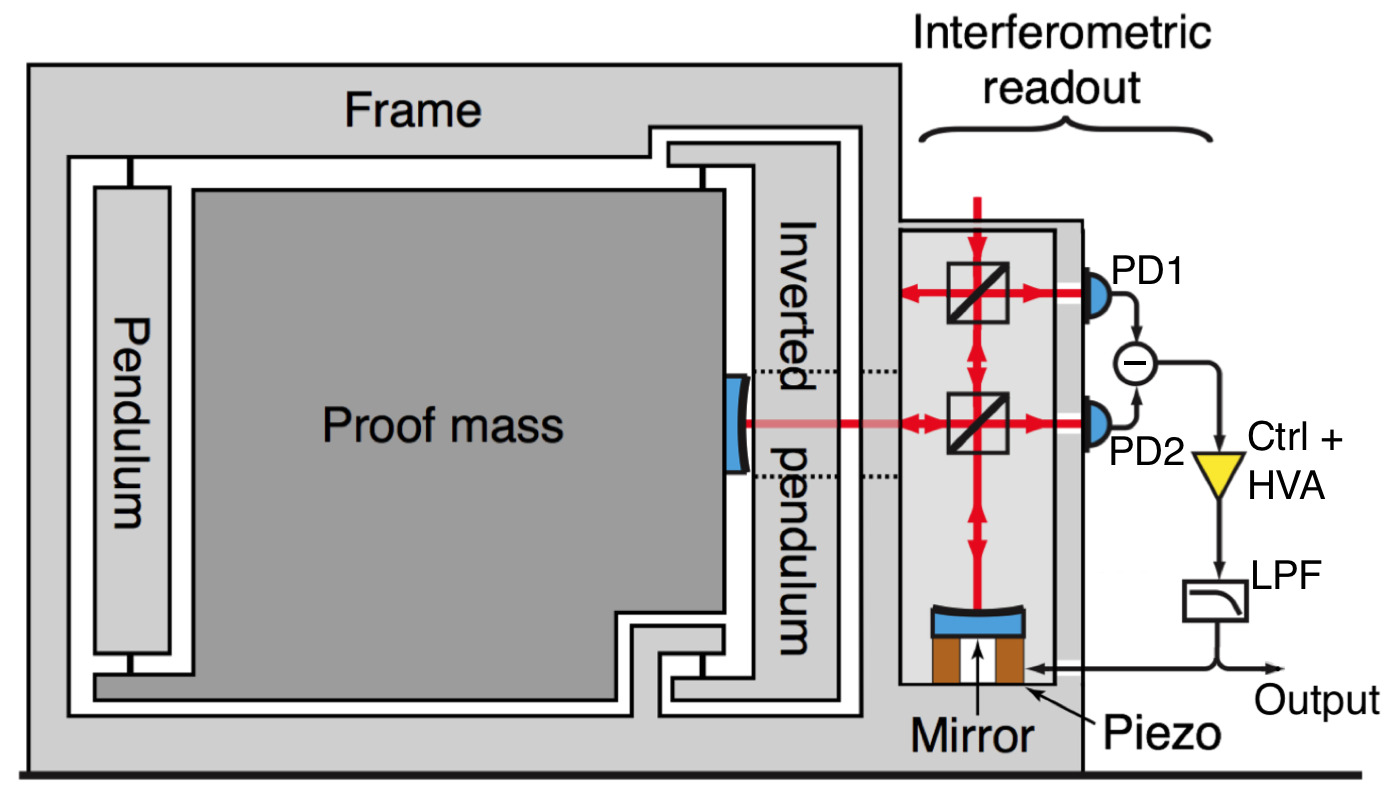 Interferometric
readout
Frame
PD1
Inverted
pendulum
Pendulum
Proof mass
PD2
Ctrl +
HVA
LPF
Output
Mirror
Piezo